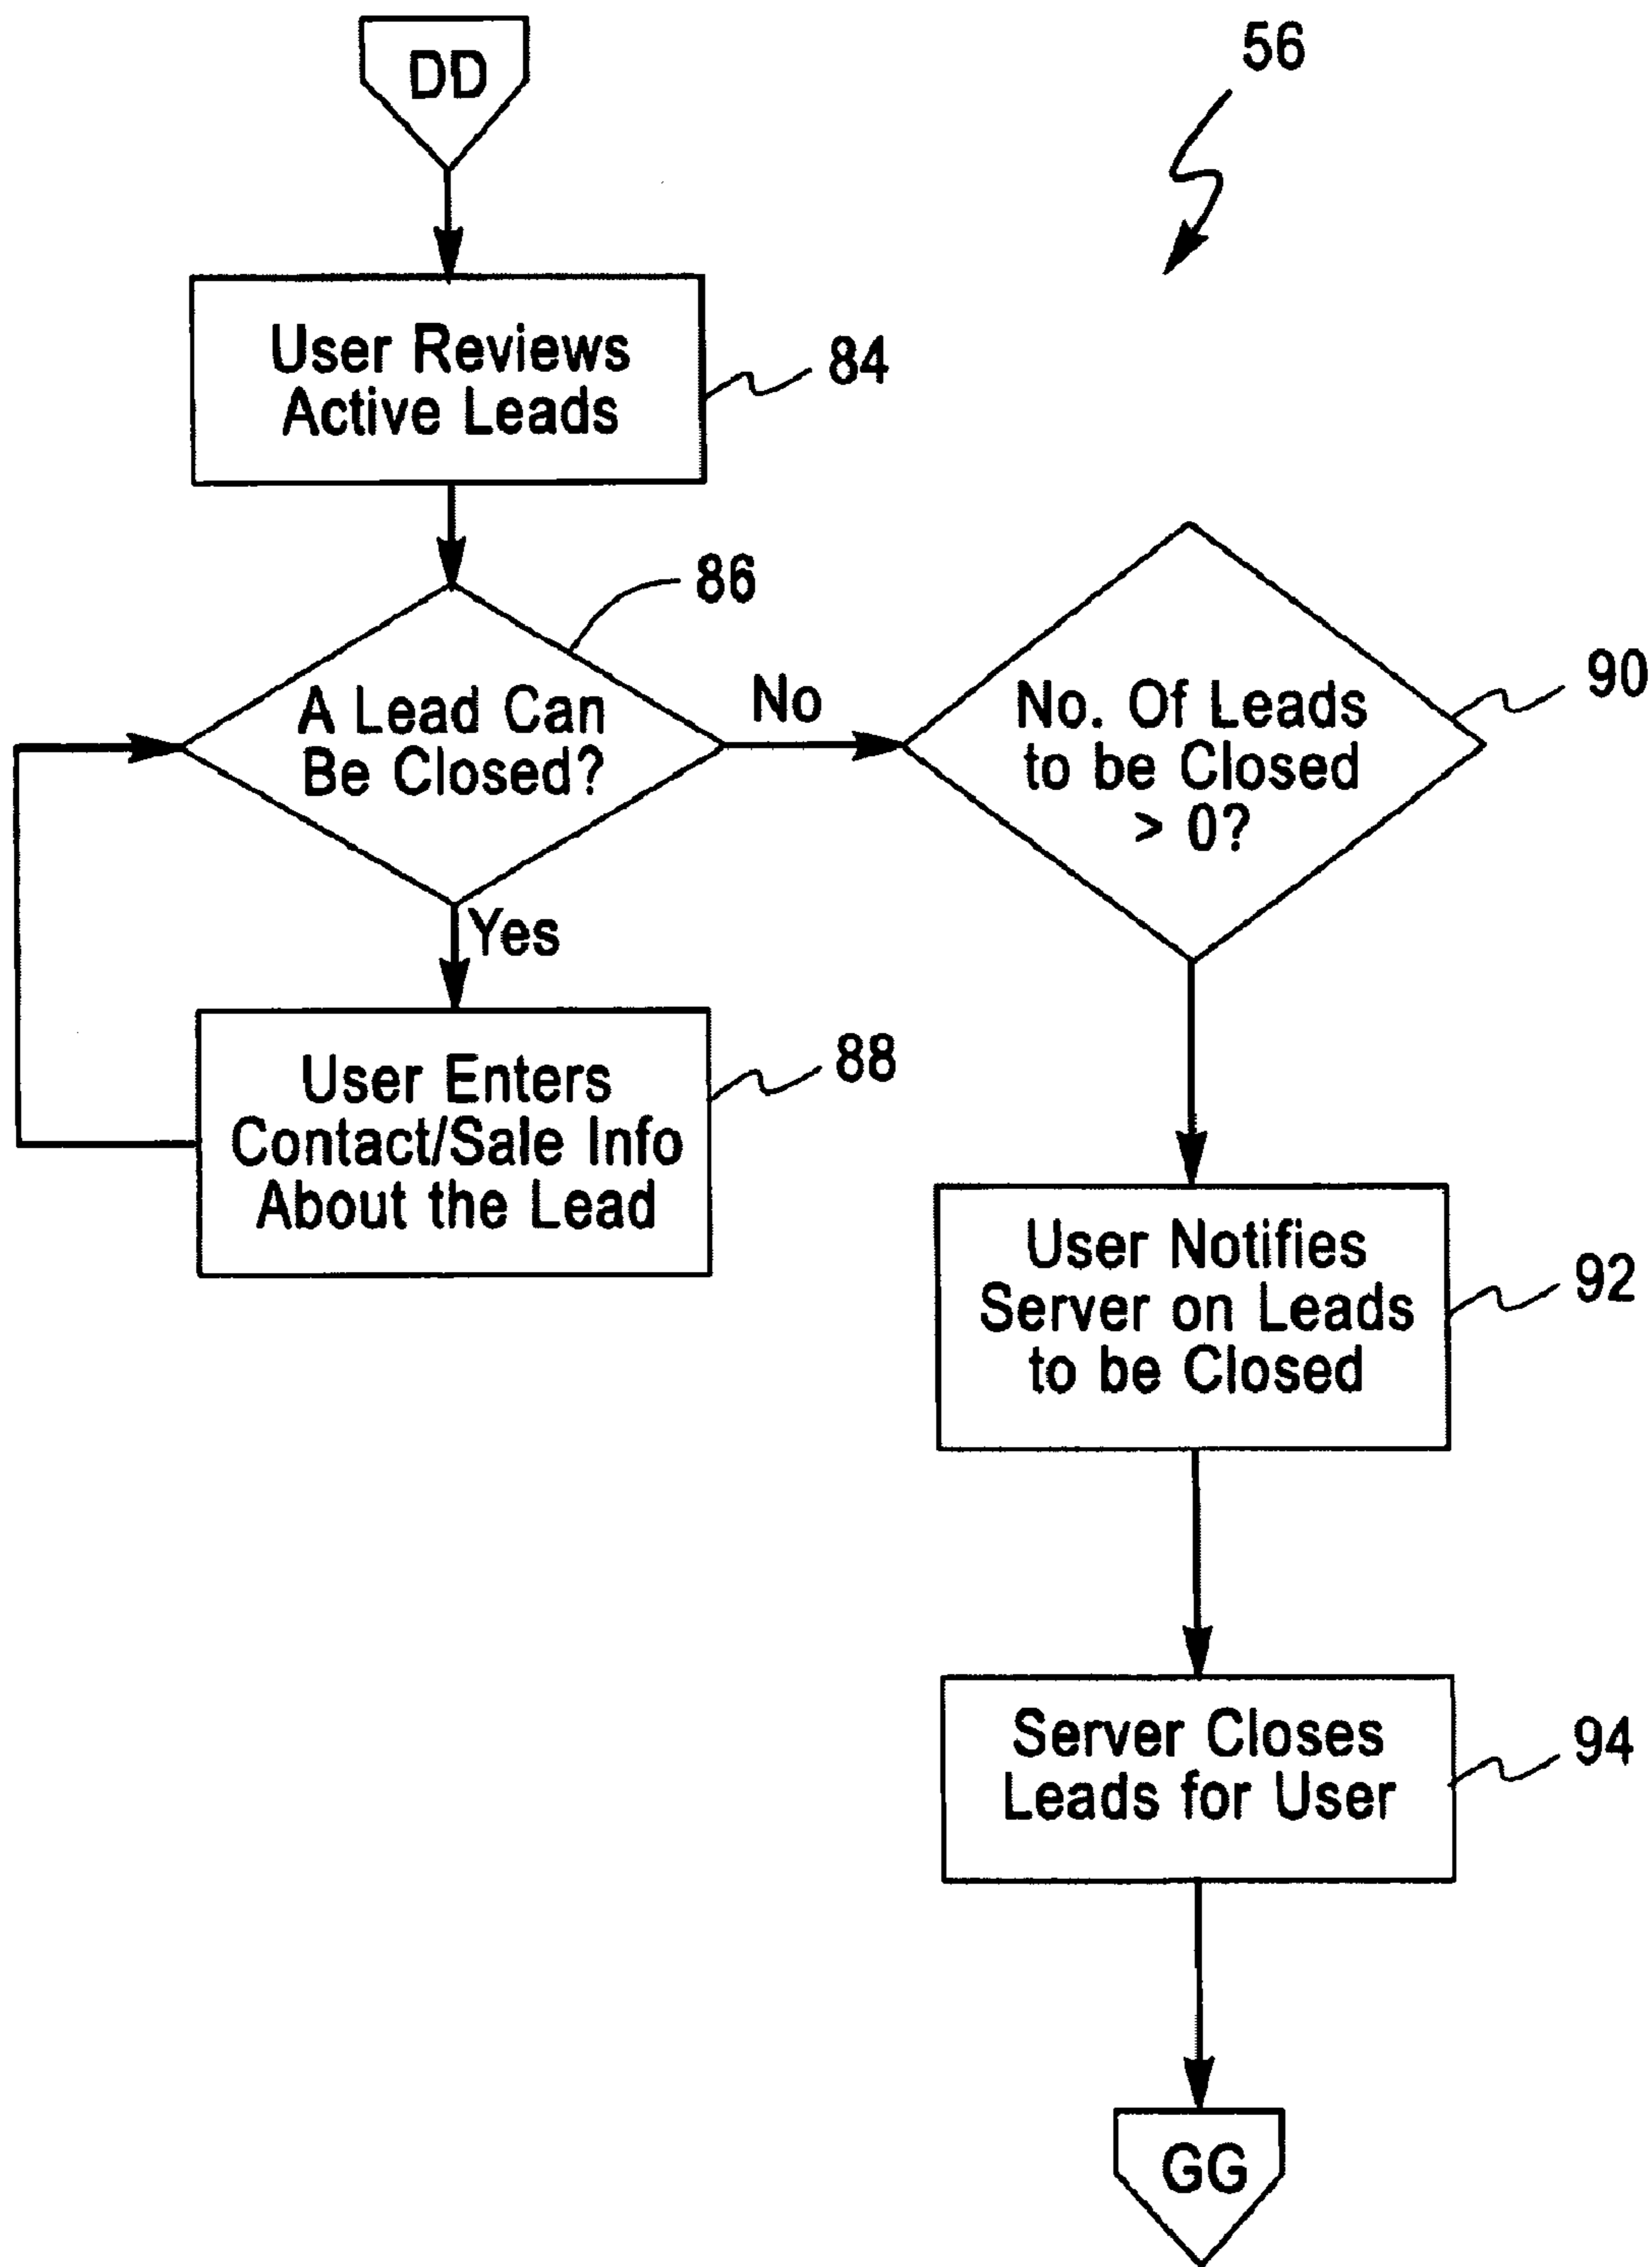 DD
56
User Reviews
Active Leads
84
86
A Lead Can
Be Closed?
No
Yes
User Enters
Contact/Sale Info
About the Lead
88
No. Of Leads
to be Closed
> 0?
90
User Notifies
Server on Leads
to be Closed
92
Server Closes
Leads for User
94
GG